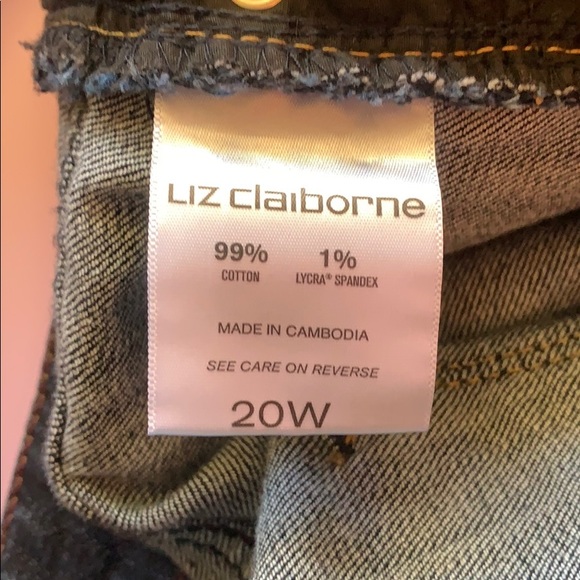 Liz claiborne
99% 1%
COTTON LYCRA® SPANDEX
MADE IN CAMBODIA
SEE CARE ON REVERSE
20W